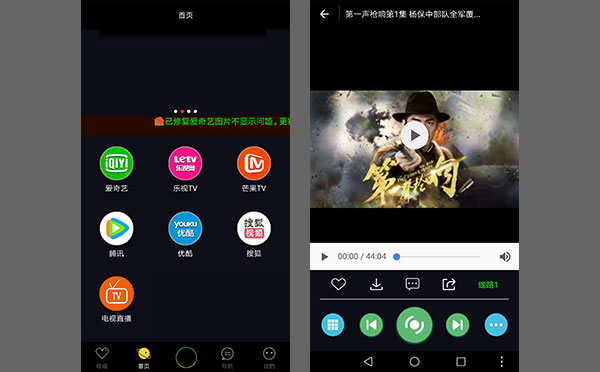 首页
已修复爱奇艺图片不显示问题。更
iQIYI
Letv
乐视网
爱奇艺
乐视TV
芒果TV
YOUKU
优酷
搜狐
视频
腾讯
优酷
搜狐
TV
电视直播
收藏
首页
导航
我的
第一声枪响第1集 杨保中部队全军覆...
第一声枪响
00:00 / 44:04
线路1